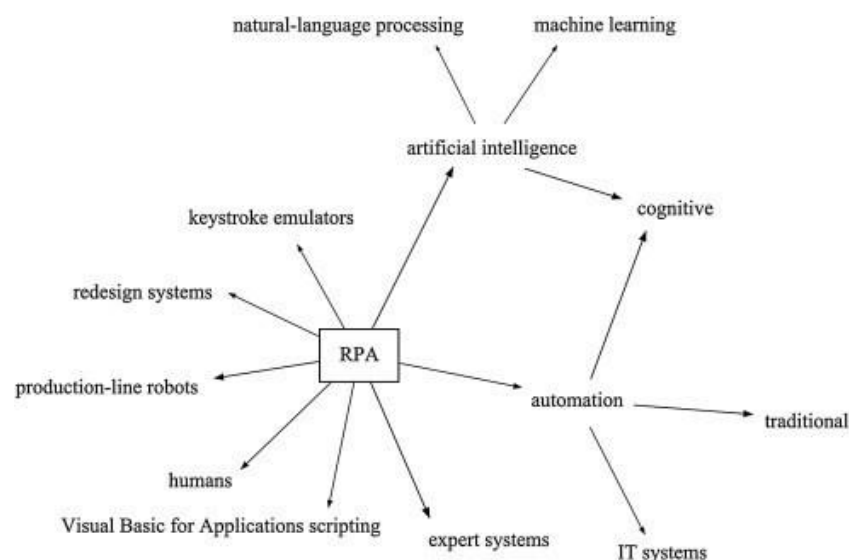 natural-language processing
machine learning
artificial intelligence
cognitive
keystroke emulators
redesign systems
RPA
production-line robots
automation
traditional
humans
Visual Basic for Applications scripting
expert systems
IT systems